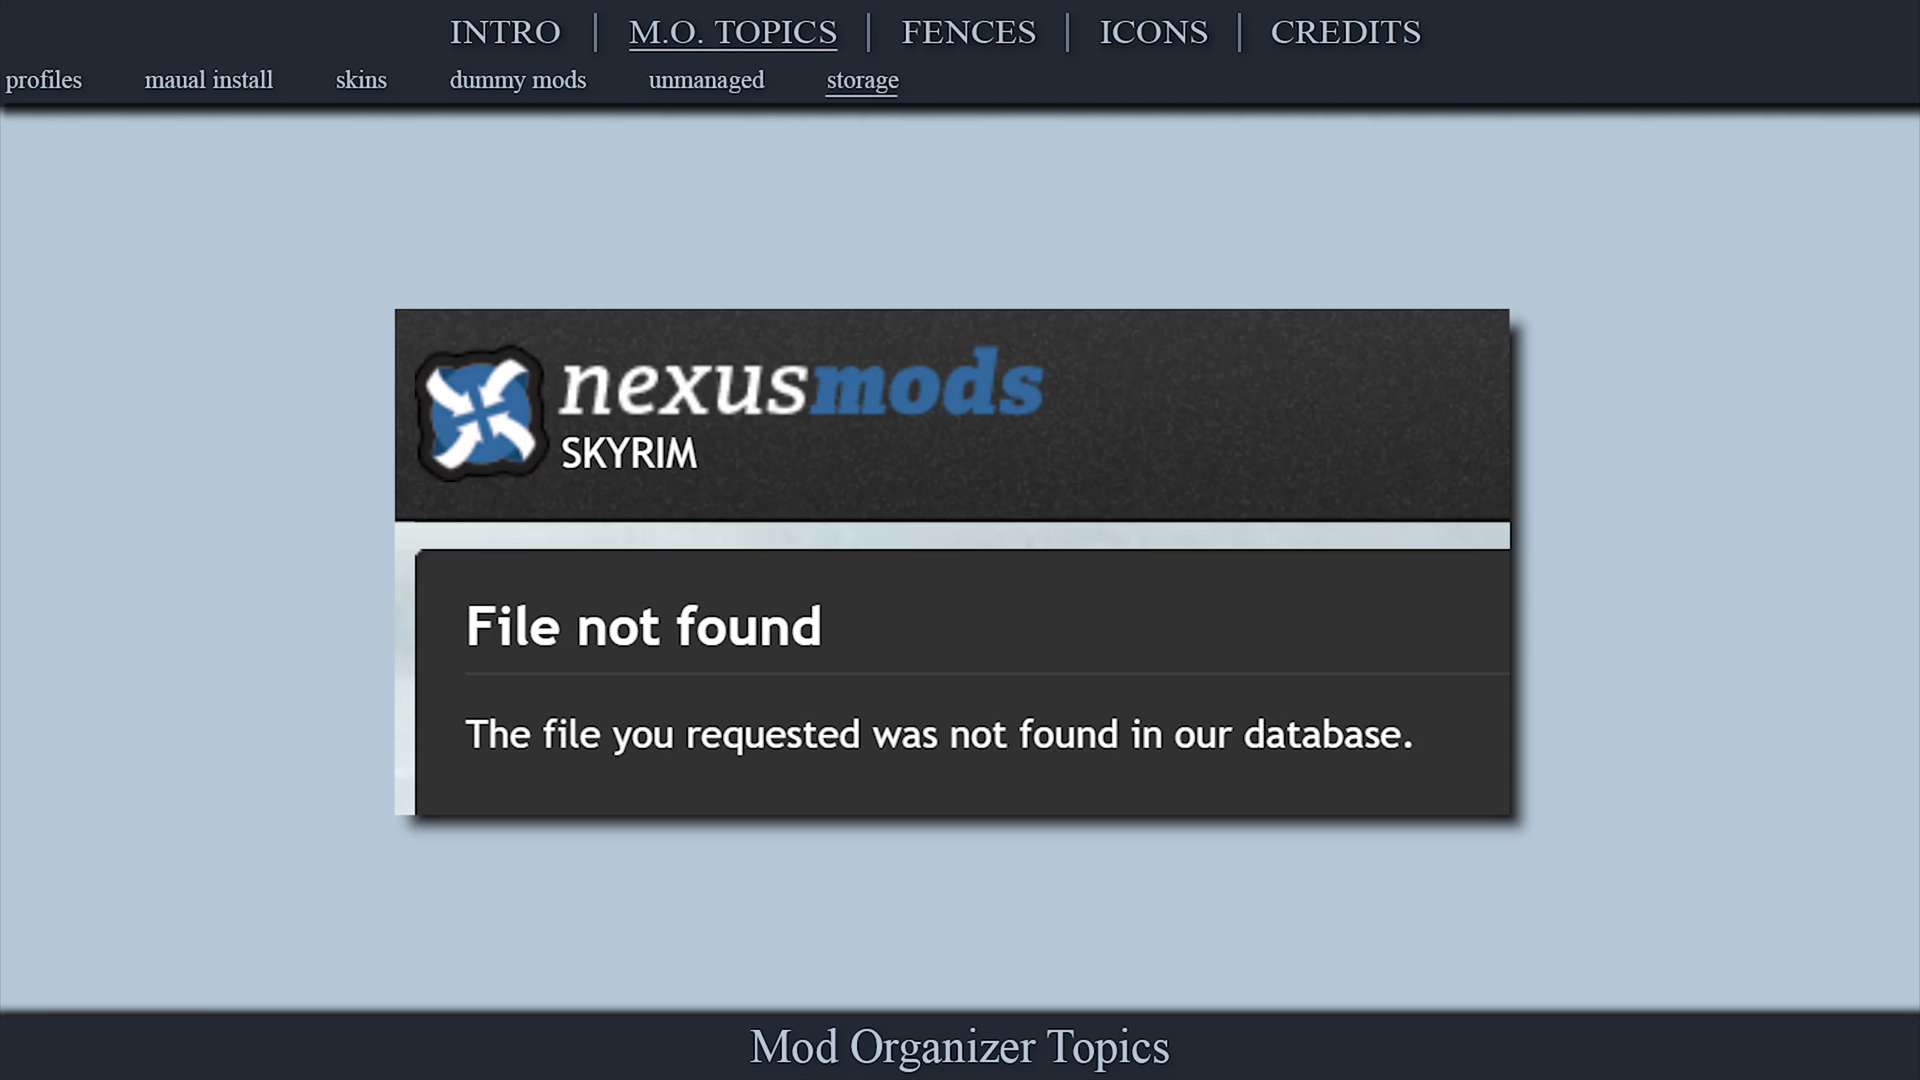 INTRO | M.O. TOPICS | FENCES | ICONS | CREDITS
profiles maual install skins dummy mods unmanaged storage
nexusmods
SKYRIM
File not found
The file you requested was not found in our database.
Mod Organizer Topics